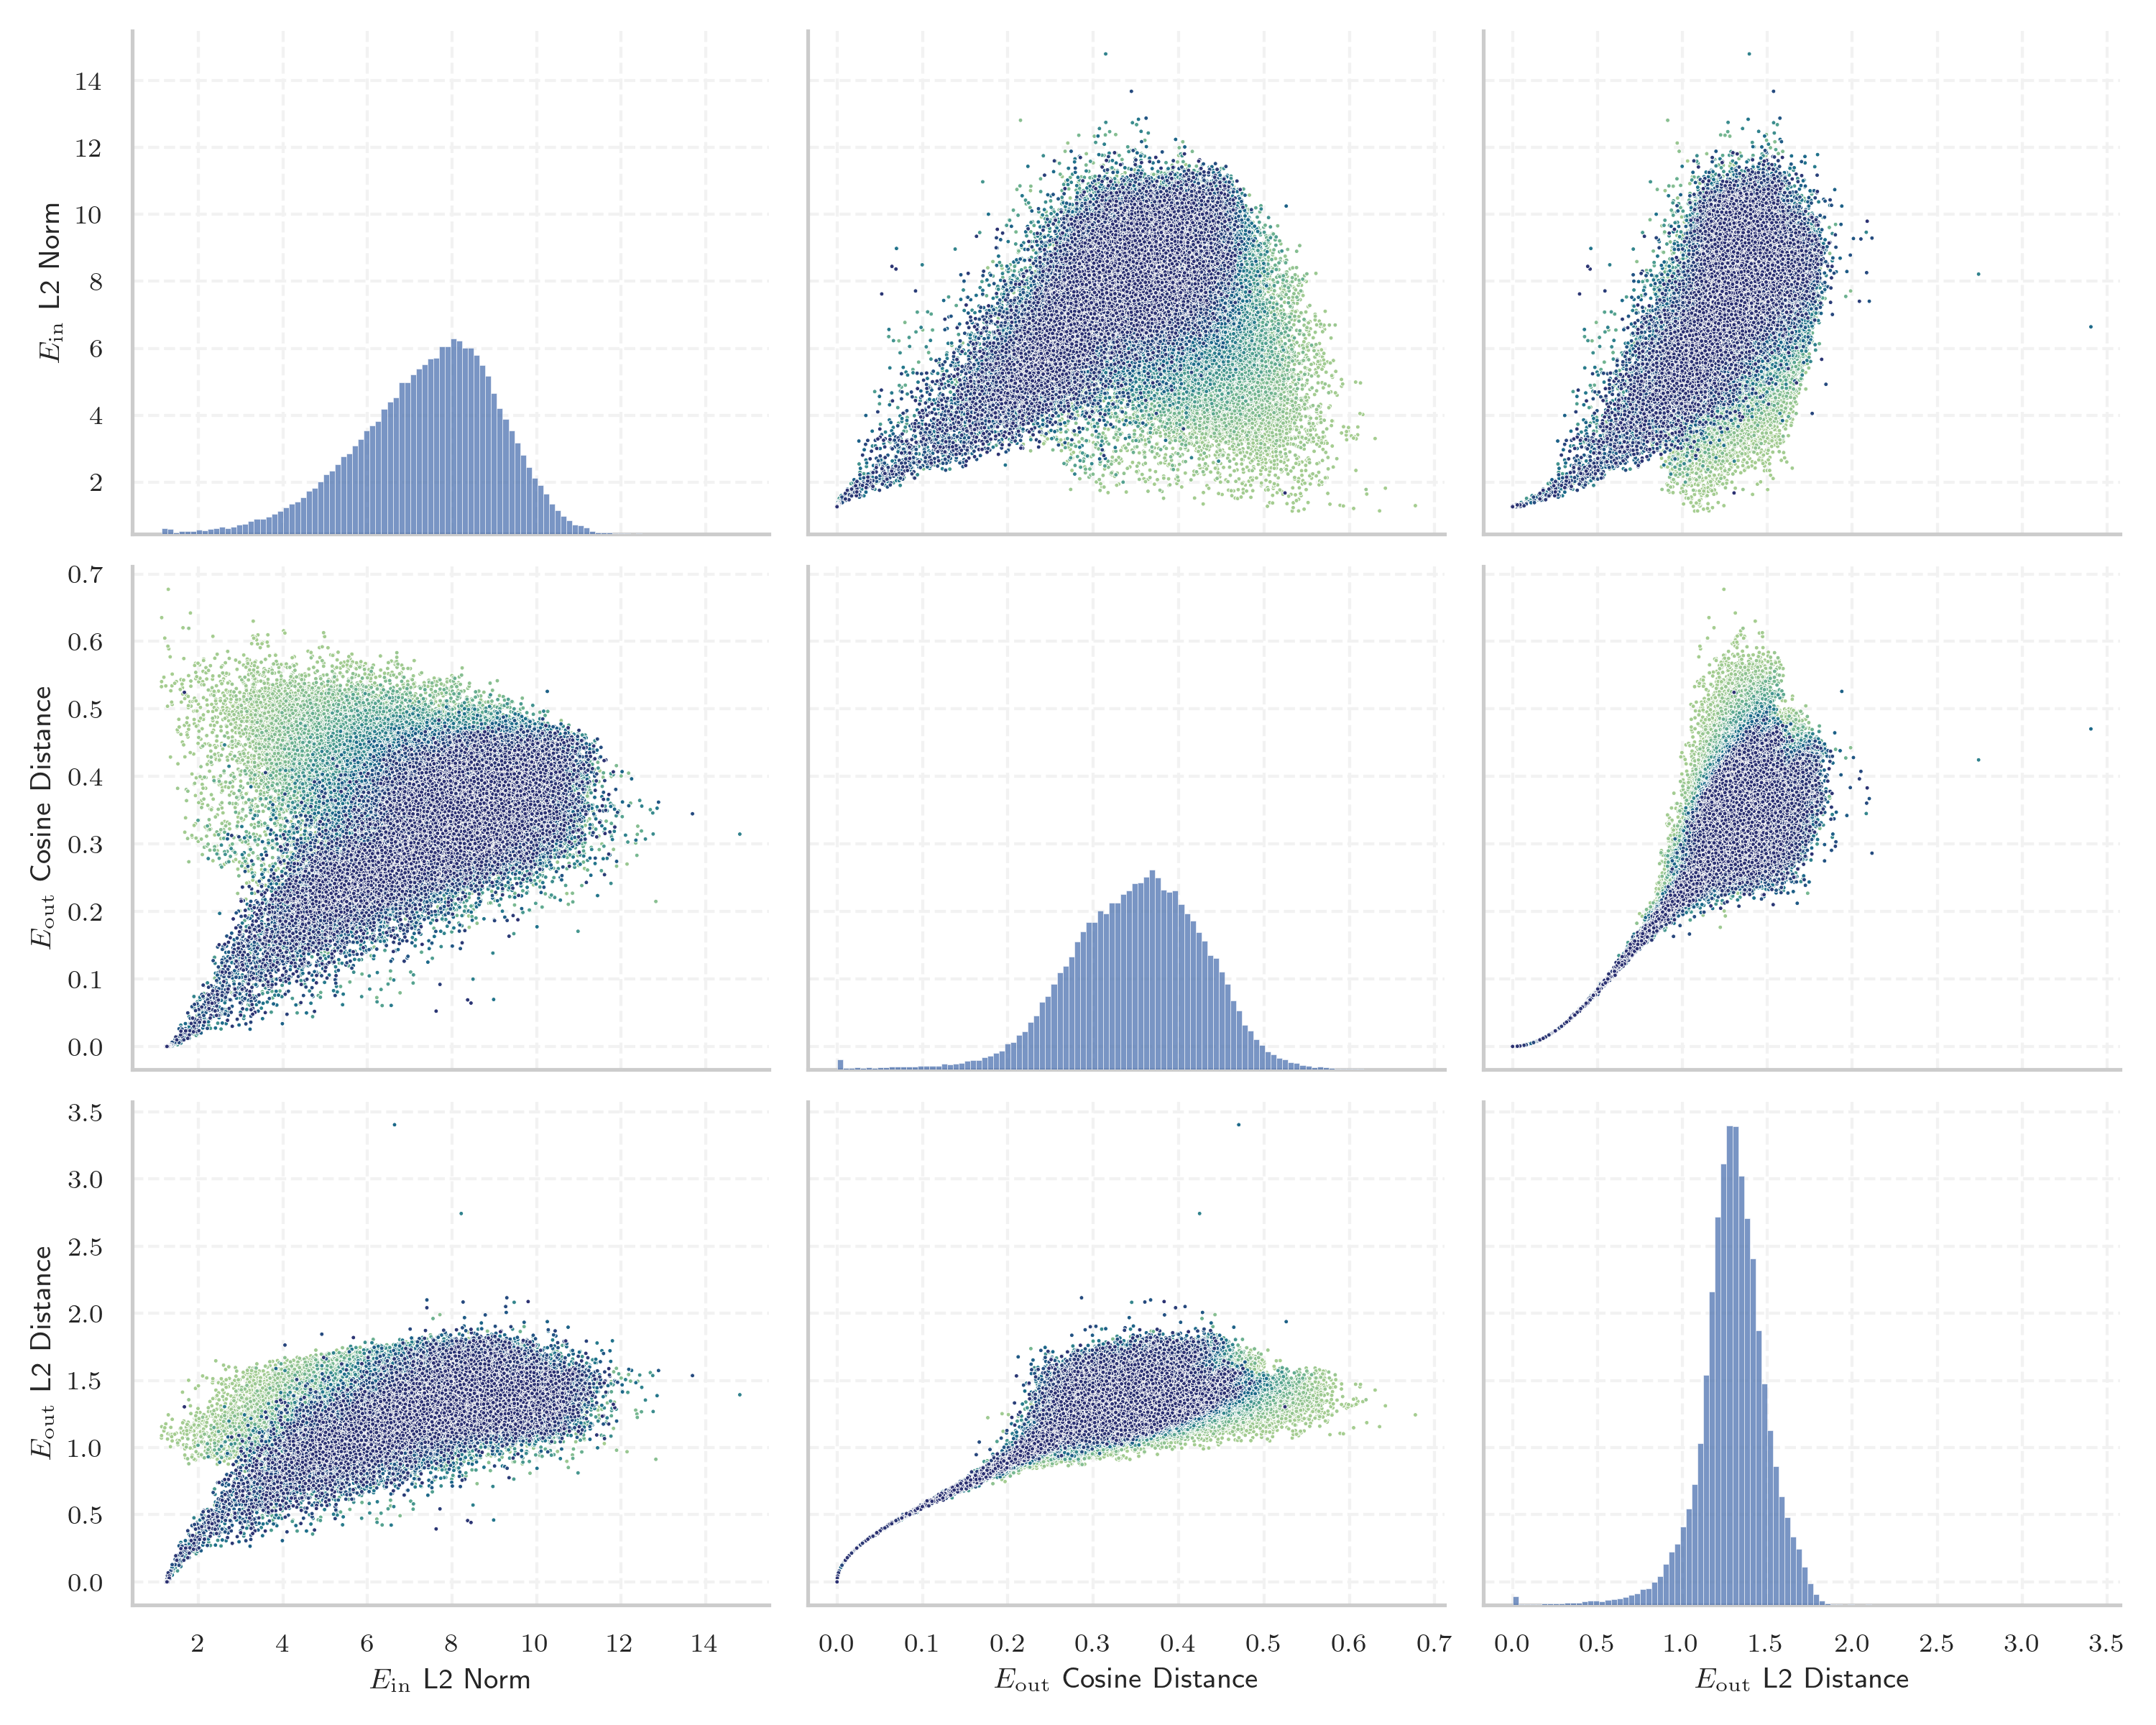 14
12
10
8
6
4
2
E_in L2 Norm
0.7
0.6
0.5
0.4
0.3
0.2
0.1
0.0
E_out Cosine Distance
3.5
3.0
2.5
2.0
1.5
1.0
0.5
0.0
E_out L2 Distance
2 4 6 8 10 12 14
E_in L2 Norm
0.0 0.1 0.2 0.3 0.4 0.5 0.6 0.7
E_out Cosine Distance
0.0 0.5 1.0 1.5 2.0 2.5 3.0 3.5
E_out L2 Distance